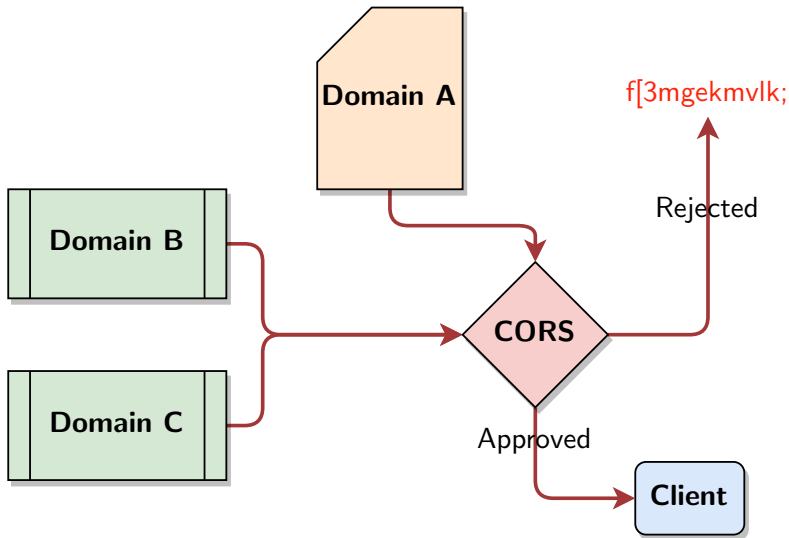 Domain A
f[3mgekmvlk;
Rejected
Domain B
CORS
Domain C
Approved
Client